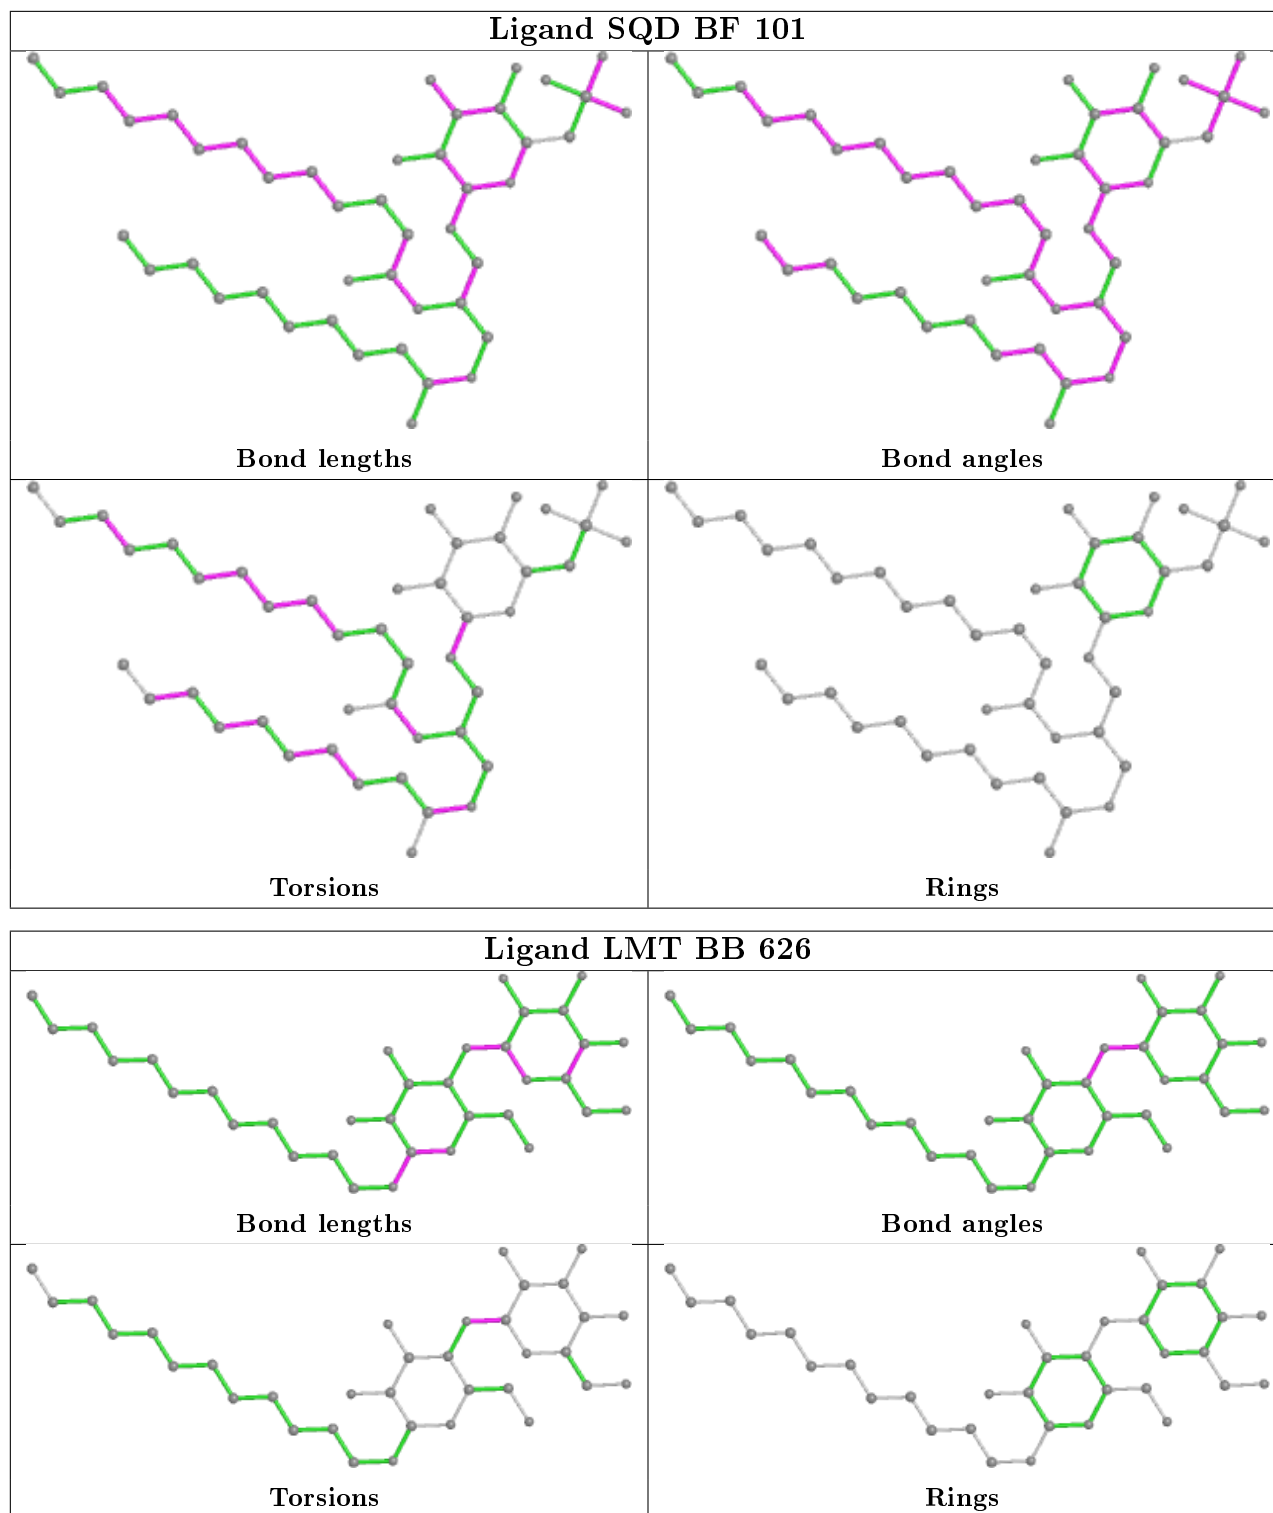 Ligand SQD BF 101
Bond lengths
Bond angles
Torsions
Rings
Ligand LMT BB 626
Bond lengths
Bond angles
Torsions
Rings